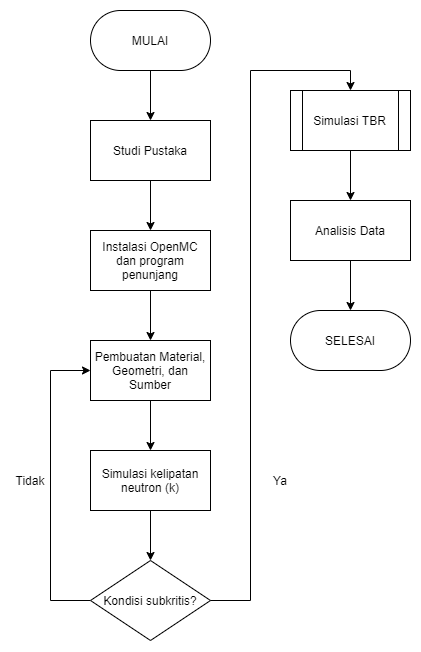 MULAI
Studi Pustaka
Instalasi OpenMC
dan program
penunjang
Pembuatan Material,
Geometri, dan
Sumber
Simulasi kelipatan
neutron (k)
Kondisi subkritis?
Tidak
Ya
Simulasi TBR
Analisis Data
SELESAI